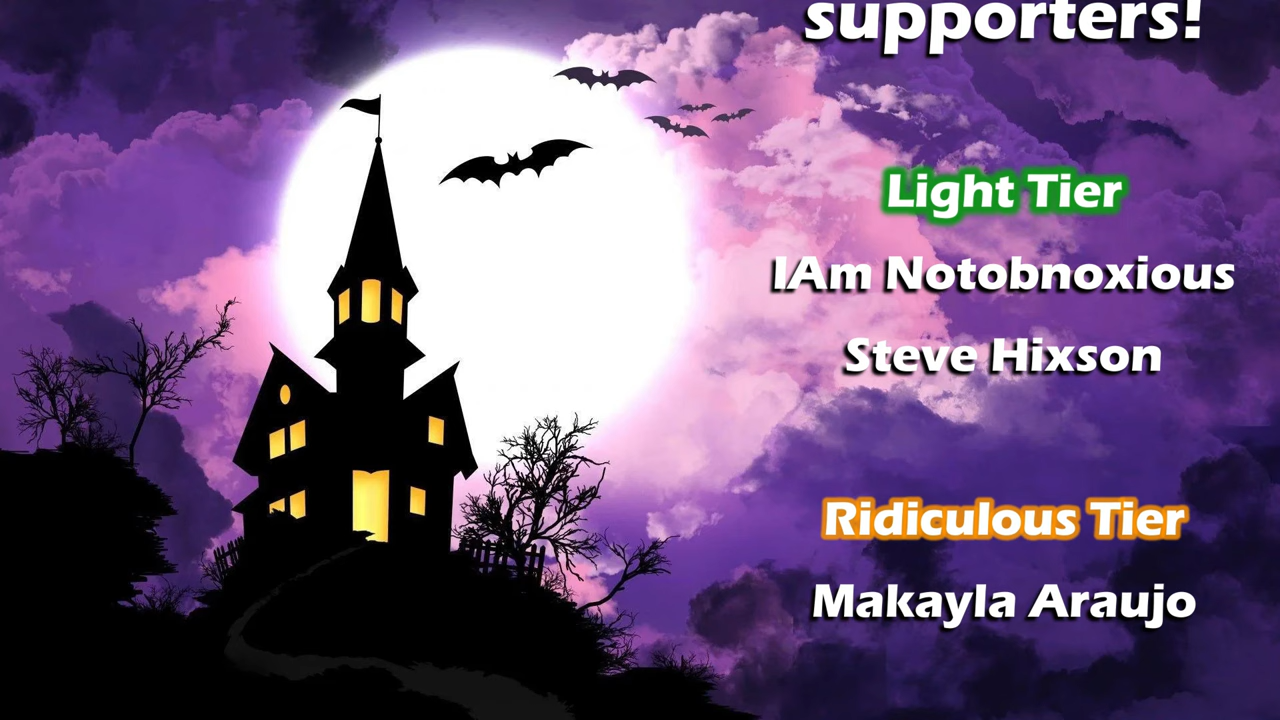 supporters!
Light Tier
IAm Notobnoxious
Steve Hixson
Ridiculous Tier
Makayla Araujo